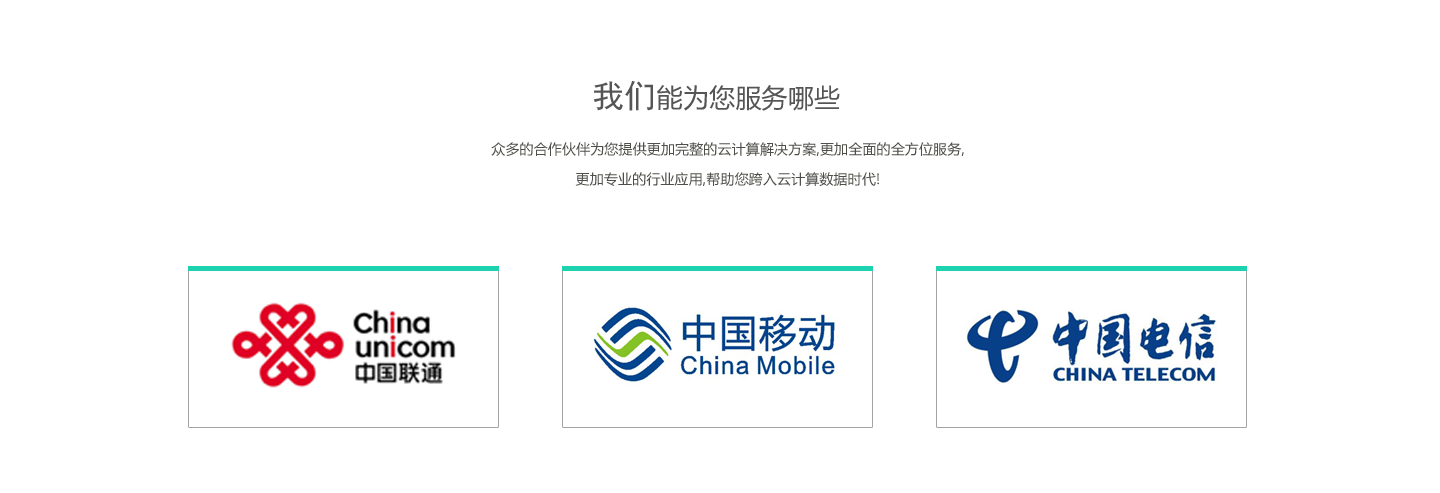 我们能为您服务哪些
众多的合作伙伴为您提供更加完整的云计算解决方案,更加全面的全方位服务,
更加专业的行业应用,帮助您跨入云计算数据时代!
China
unicom
中国联通
中国移动
China Mobile
中国电信
CHINA TELECOM